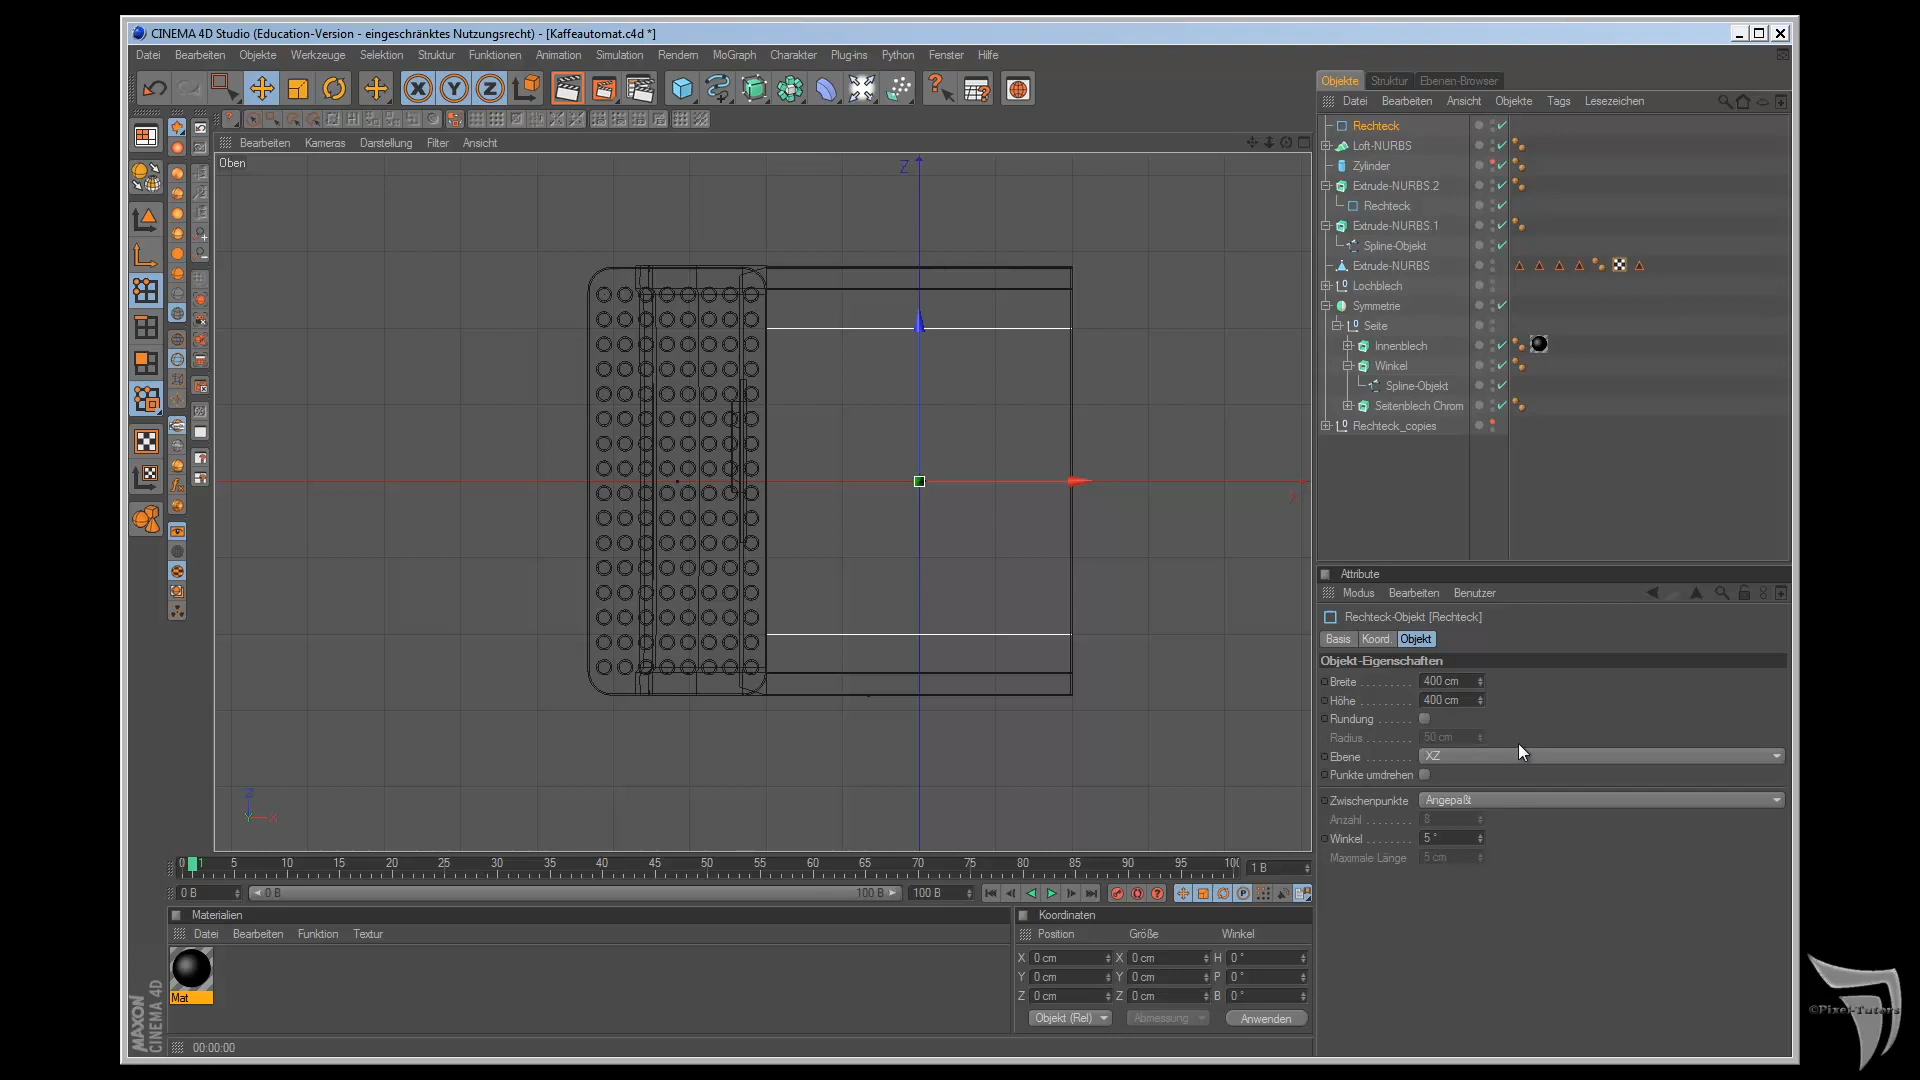 CINEMA 4D Studio (Education-Version - eingeschränktes Nutzungsrecht) - [Kaffeautomat.c4d *]
Datei Bearbeiten Objekte Werkzeuge Selektion Struktur Funktionen Animation Simulation Rendern MoGraph Charakter Plug-ins Python Fenster Hilfe
Objekte Struktur Ebenen-Browser
Datei Bearbeiten Ansicht Objekte Tags Lesezeichen
Bearbeiten Kameras Darstellung Filter Ansicht
Oben
Z
X
Z
Y X
Rechteck
Loft-NURBS
Zylinder
Extrude-NURBS.2
Rechteck
Extrude-NURBS.1
Spline-Objekt
Extrude-NURBS
Lochblech
Symmetrie
Seite
Innenblech
Winkel
Spline-Objekt
Seitenblech Chrom
Rechteck_copies
Attribute
Modus Bearbeiten Benutzer
Rechteck-Objekt [Rechteck]
Basis Koord. Objekt
Objekt-Eigenschaften
Breite . . . . . . . . . 400 cm
Höhe . . . . . . . . . 400 cm
Rundung . . . . . .
Radius . . . . . . . . 50 cm
Ebene . . . . . . . . XZ
Punkte umdrehen
Zwischenpunkte Angepaßt
Anzahl . . . . . . . . 8
Winkel . . . . . . . . 5 °
Maximale Länge 5 cm
0 1 5 10 15 20 25 30 35 40 45 50 55 60 65 70 75 80 85 90 95 100 1 B
0 B 0 B 100 B 100 B
Materialien
Datei Bearbeiten Funktion Textur
Mat
Koordinaten
Position Größe Winkel
X 0 cm X 0 cm H 0 °
Y 0 cm Y 0 cm P 0 °
Z 0 cm Z 0 cm B 0 °
Objekt (Rel) Abmessung Anwenden
00:00:00
MAXON
CINEMA 4D
©Pixel-Tutors